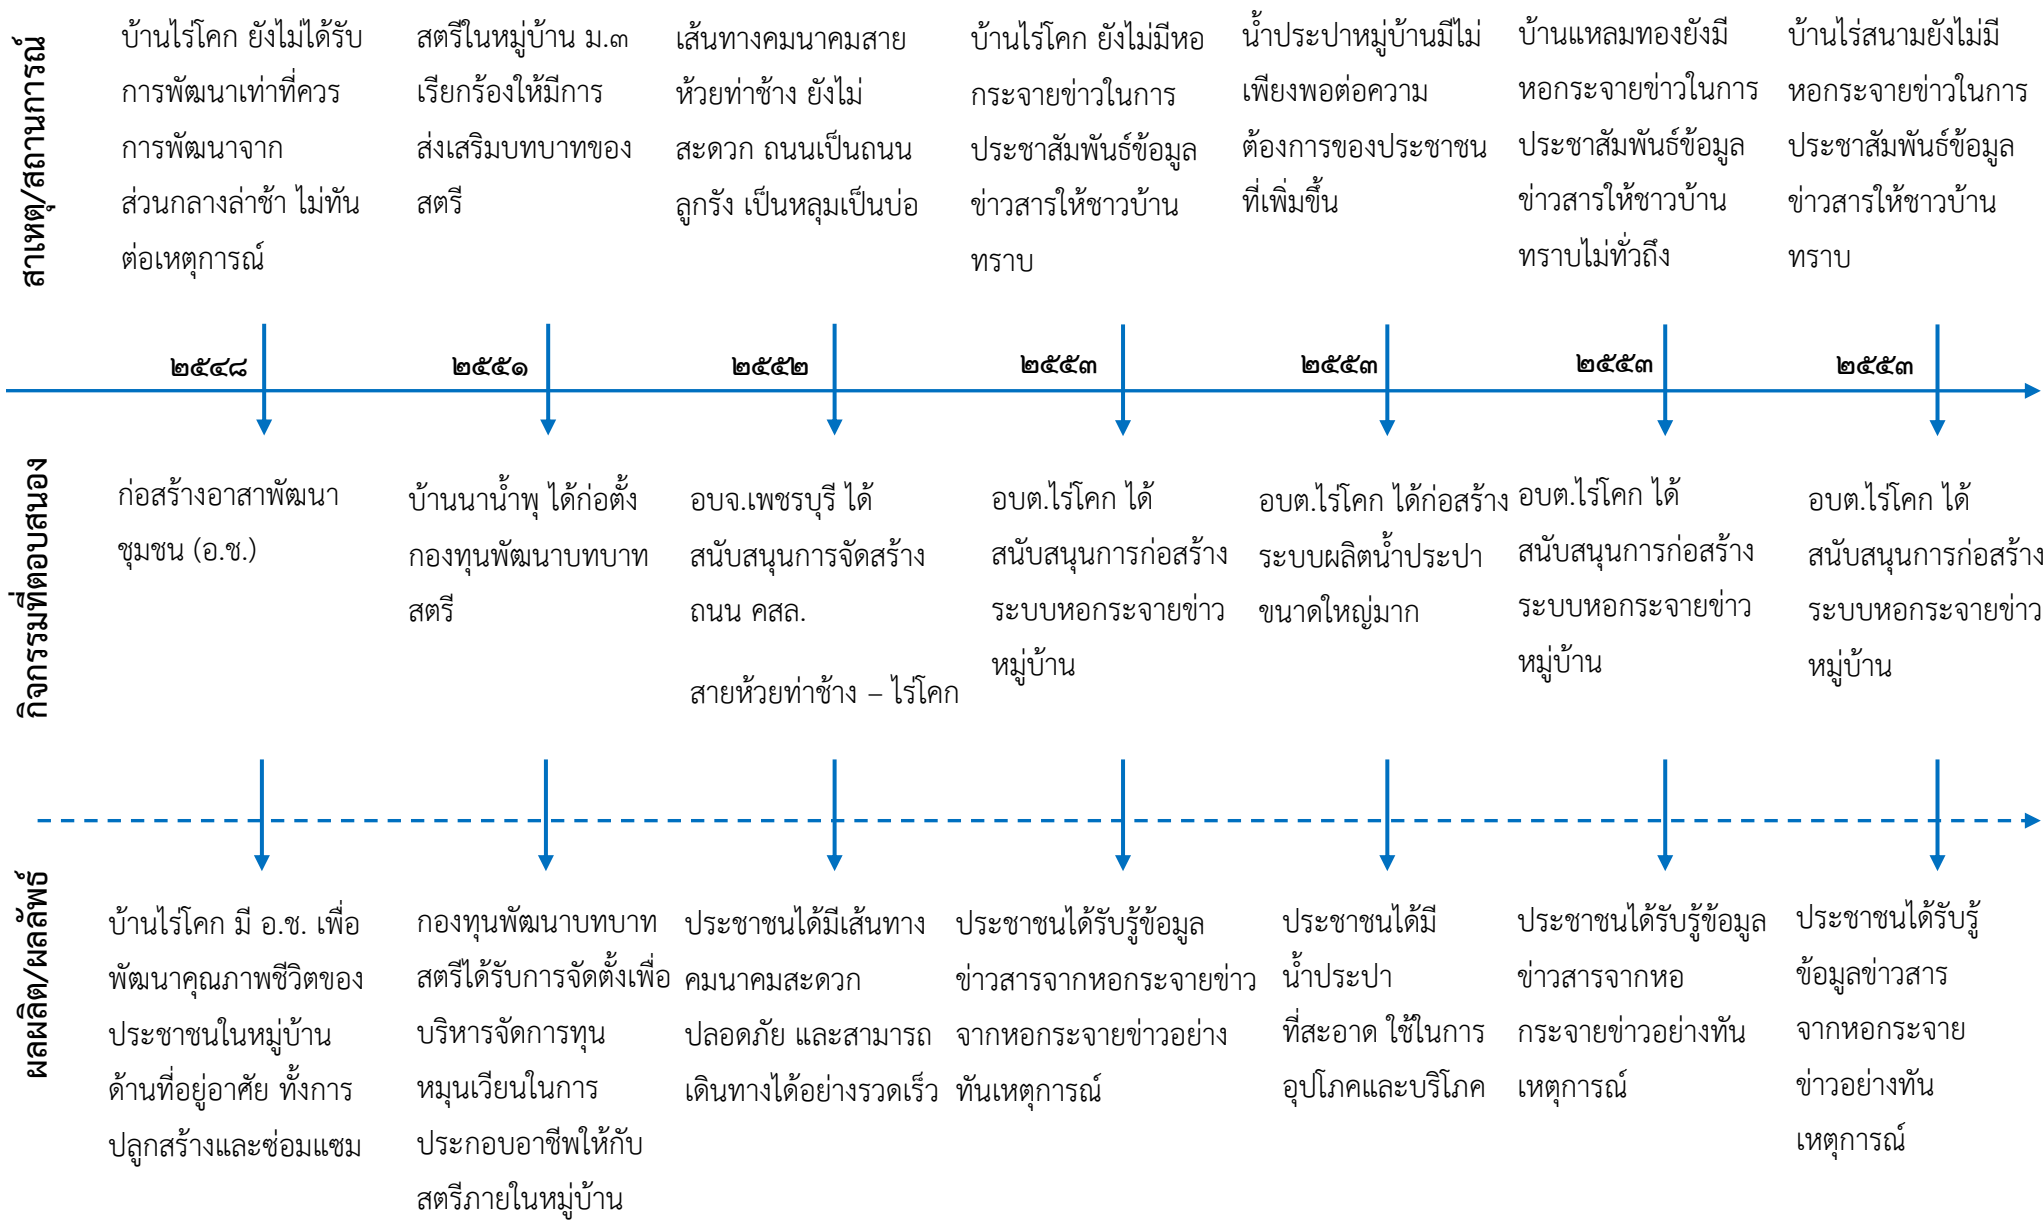 สาเหตุ/สถานการณ์
บ้านไร่โคก ยังไม่ได้รับ
การพัฒนาเท่าที่ควร
การพัฒนาจาก
ส่วนกลางล่าช้า ไม่ทัน
ต่อเหตุการณ์
สตรีในหมู่บ้าน ม.๓
เรียกร้องให้มีการ
ส่งเสริมบทบาทของ
สตรี
เส้นทางคมนาคมสาย
ห้วยท่าช้าง ยังไม่
สะดวก ถนนเป็นถนน
ลูกรัง เป็นหลุมเป็นบ่อ
บ้านไร่โคก ยังไม่มีหอ
กระจายข่าวในการ
ประชาสัมพันธ์ข้อมูล
ข่าวสารให้ชาวบ้าน
ทราบ
น้ำประปาหมู่บ้านมีไม่
เพียงพอต่อความ
ต้องการของประชาชน
ที่เพิ่มขึ้น
บ้านแหลมทองยังมี
หอกระจายข่าวในการ
ประชาสัมพันธ์ข้อมูล
ข่าวสารให้ชาวบ้าน
ทราบไม่ทั่วถึง
บ้านไร่สนามยังไม่มี
หอกระจายข่าวในการ
ประชาสัมพันธ์ข้อมูล
ข่าวสารให้ชาวบ้าน
ทราบ
๒๕๔๘
๒๕๕๑
๒๕๕๒
๒๕๕๓
๒๕๕๓
๒๕๕๓
๒๕๕๓
กิจกรรมที่ตอบสนอง
ก่อสร้างอาสาพัฒนา
ชุมชน (อ.ช.)
บ้านนาน้ำพุ ได้ก่อตั้ง
กองทุนพัฒนาบทบาท
สตรี
อบจ.เพชรบุรี ได้
สนับสนุนการจัดสร้าง
ถนน คสล.
สายห้วยท่าช้าง – ไร่โคก
อบต.ไร่โคก ได้
สนับสนุนการก่อสร้าง
ระบบหอกระจายข่าว
หมู่บ้าน
อบต.ไร่โคก ได้ก่อสร้าง
ระบบผลิตน้ำประปา
ขนาดใหญ่มาก
อบต.ไร่โคก ได้
สนับสนุนการก่อสร้าง
ระบบหอกระจายข่าว
หมู่บ้าน
อบต.ไร่โคก ได้
สนับสนุนการก่อสร้าง
ระบบหอกระจายข่าว
หมู่บ้าน
ผลผลิต/ผลลัพธ์
บ้านไร่โคก มี อ.ช. เพื่อ
พัฒนาคุณภาพชีวิตของ
ประชาชนในหมู่บ้าน
ด้านที่อยู่อาศัย ทั้งการ
ปลูกสร้างและซ่อมแซม
กองทุนพัฒนาบทบาท
สตรีได้รับการจัดตั้งเพื่อ
บริหารจัดการทุน
หมุนเวียนในการ
ประกอบอาชีพให้กับ
สตรีภายในหมู่บ้าน
ประชาชนได้มีเส้นทาง
คมนาคมสะดวก
ปลอดภัย และสามารถ
เดินทางได้อย่างรวดเร็ว
ประชาชนได้รับรู้ข้อมูล
ข่าวสารจากหอกระจายข่าว
จากหอกระจายข่าวอย่าง
ทันเหตุการณ์
ประชาชนได้มี
น้ำประปา
ที่สะอาด ใช้ในการ
อุปโภคและบริโภค
ประชาชนได้รับรู้ข้อมูล
ข่าวสารจากหอ
กระจายข่าวอย่างทัน
เหตุการณ์
ประชาชนได้รับรู้
ข้อมูลข่าวสาร
จากหอกระจาย
ข่าวอย่างทัน
เหตุการณ์